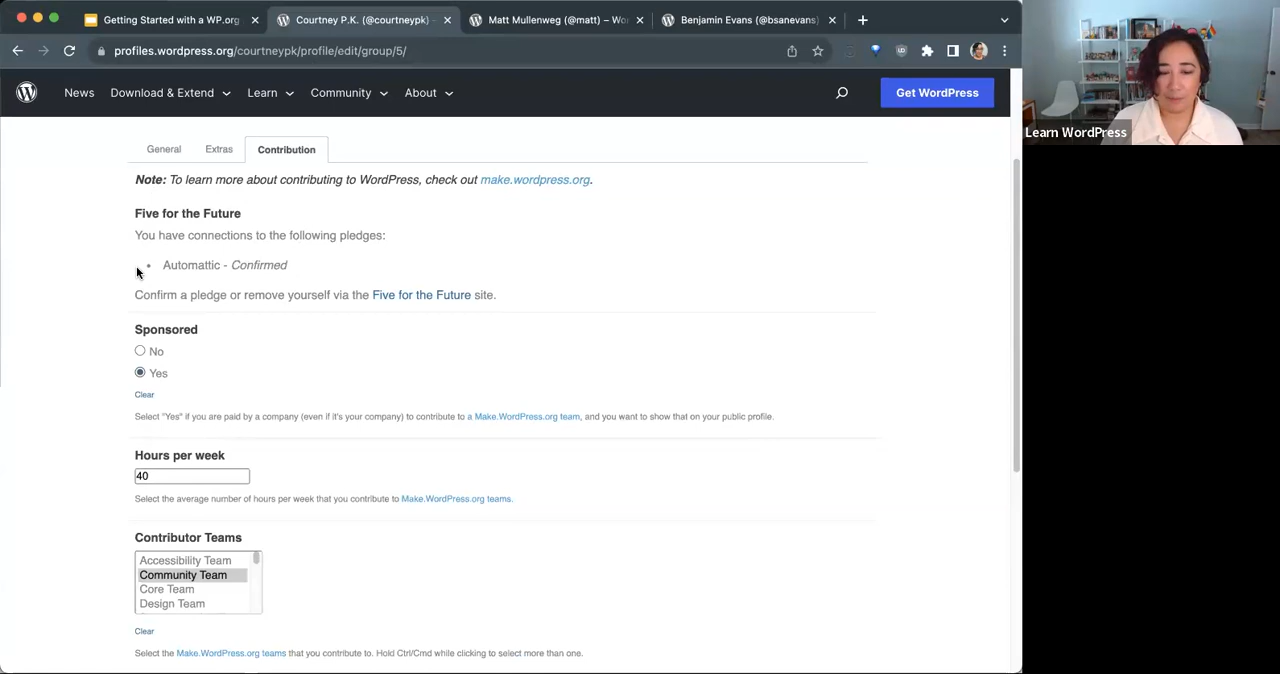 Getting Started with a WP.org
Courtney P.K. (@courtneypk) –
Matt Mullenweg (@matt) – Wo
Benjamin Evans (@bsanevans)
profiles.wordpress.org/courtneypk/profile/edit/group/5/
News
Download & Extend
Learn
Community
About
Get WordPress
Learn WordPress
General
Extras
Contribution
Note: To learn more about contributing to WordPress, check out make.wordpress.org.
Five for the Future
You have connections to the following pledges:
• Automattic - Confirmed
Confirm a pledge or remove yourself via the Five for the Future site.
Sponsored
No
Yes
Clear
Select "Yes" if you are paid by a company (even if it's your company) to contribute to a Make.WordPress.org team, and you want to show that on your public profile.
Hours per week
40
Select the average number of hours per week that you contribute to Make.WordPress.org teams.
Contributor Teams
Accessibility Team
Community Team
Core Team
Design Team
Clear
Select the Make.WordPress.org teams that you contribute to. Hold Ctrl/Cmd while clicking to select more than one.